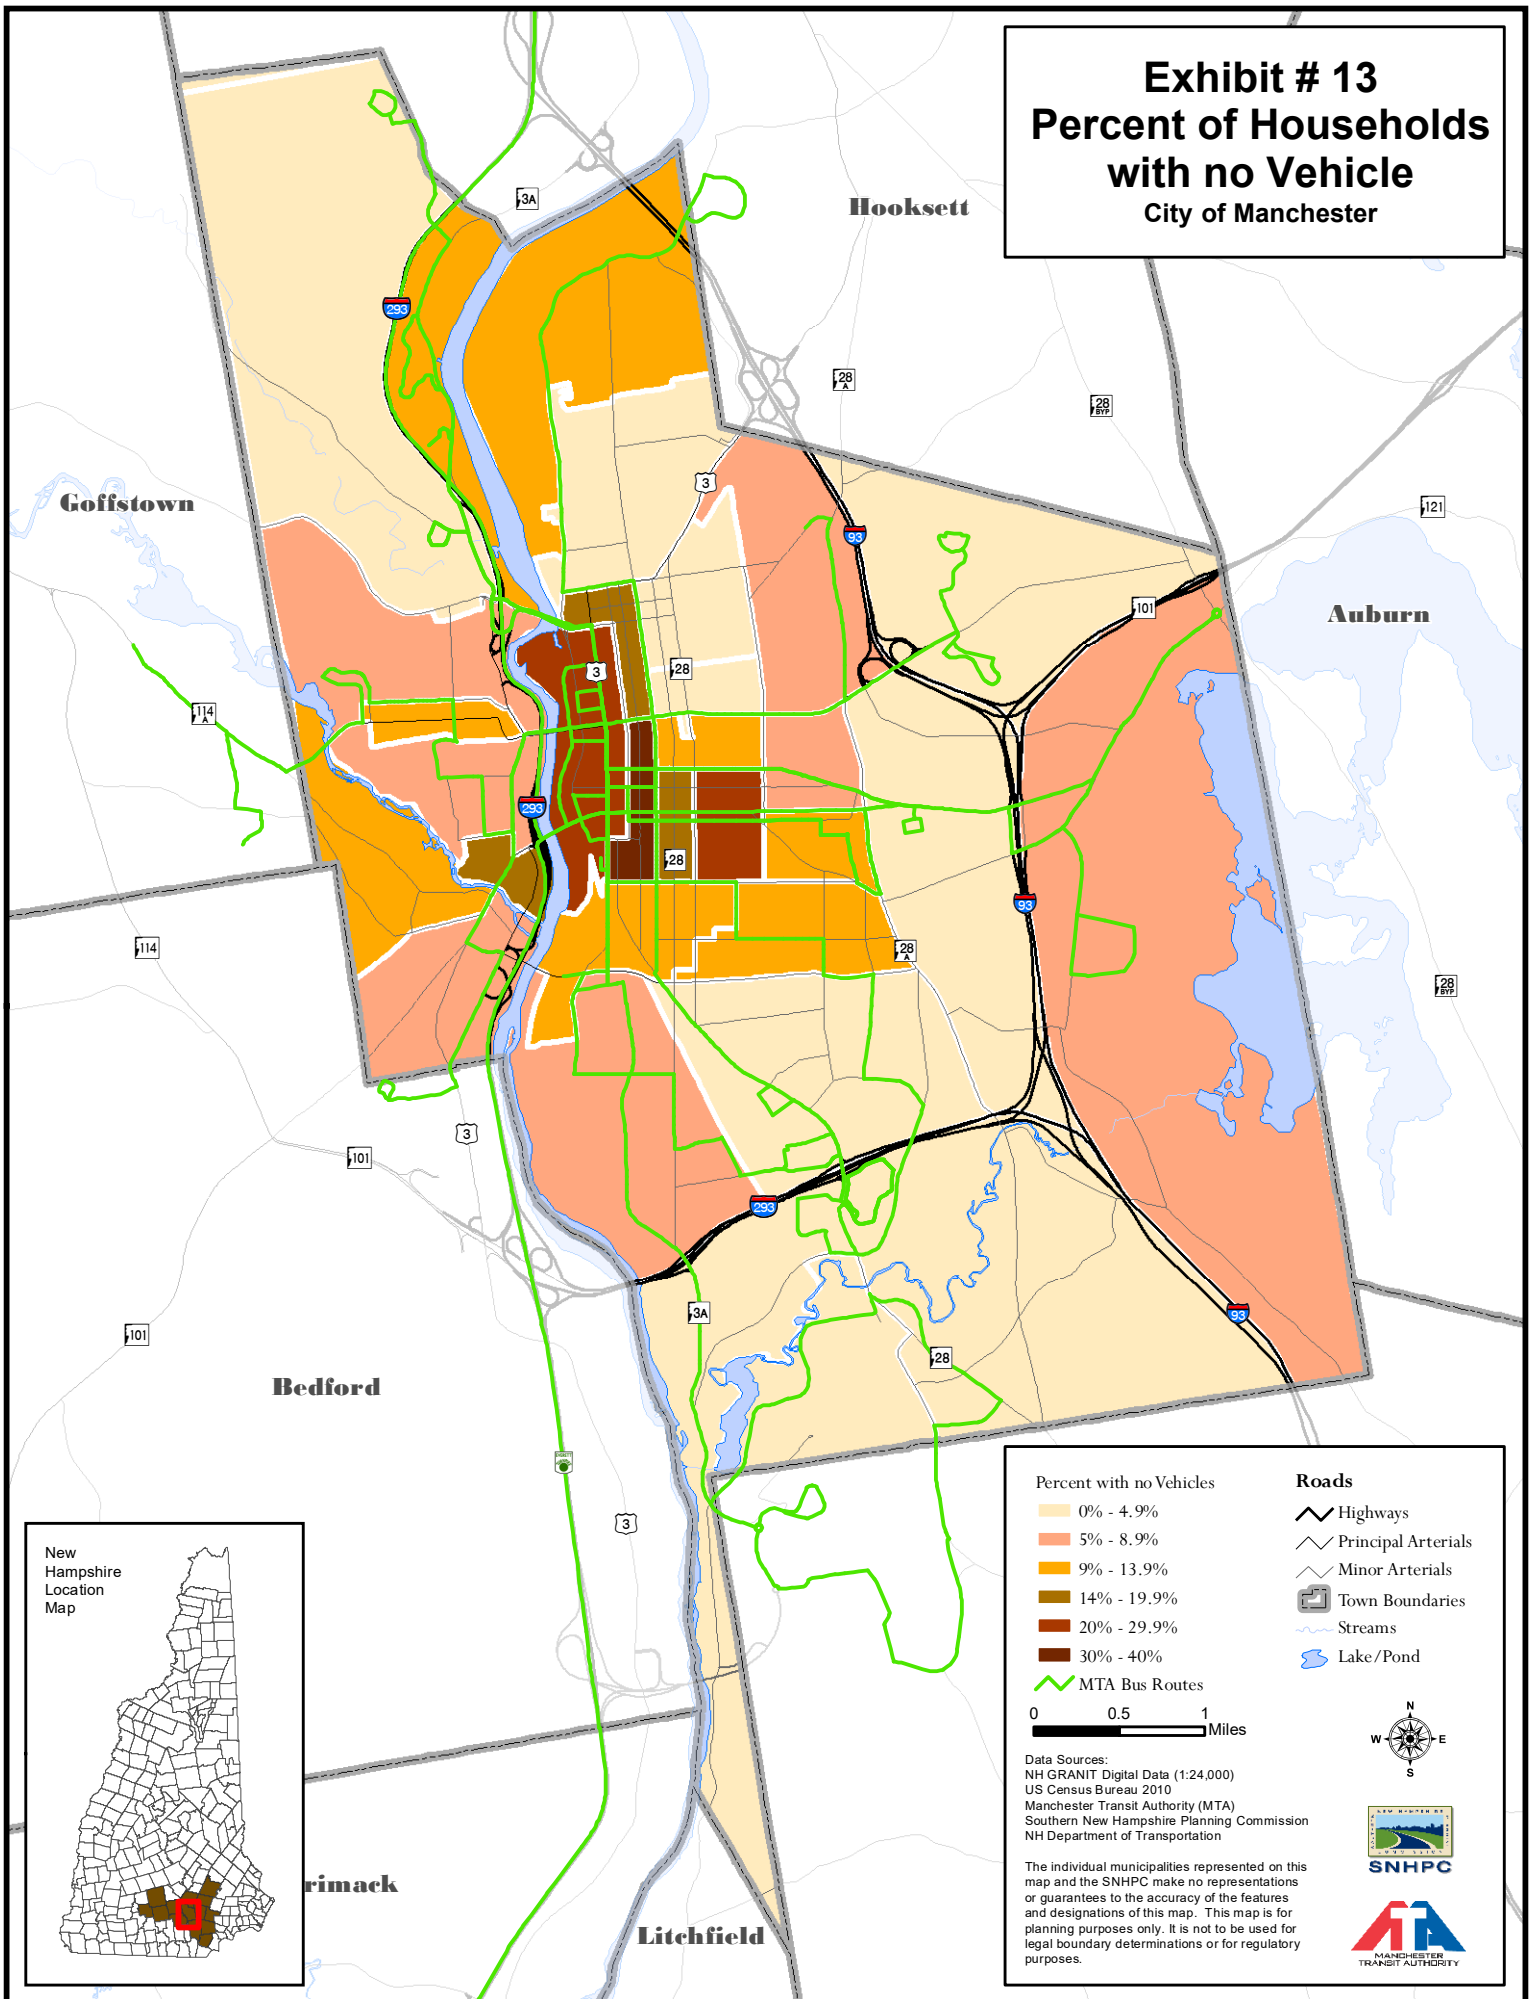 Exhibit # 13
Percent of Households
with no Vehicle
City of Manchester
3A
Hooksett
293
28
A
28
BYP
3
Goffstown
121
93
101
Auburn
3
28
114
A
293
28
93
114
28
A
28
BYP
3
101
293
3A
93
101
28
Bedford
3
Percent with no Vehicles
0% - 4.9%
5% - 8.9%
9% - 13.9%
14% - 19.9%
20% - 29.9%
30% - 40%
MTA Bus Routes
0 0.5 1
Miles
Roads
Highways
Principal Arterials
Minor Arterials
Town Boundaries
Streams
Lake/Pond
N
W E
S
Data Sources:
NH GRANIT Digital Data (1:24,000)
US Census Bureau 2010
Manchester Transit Authority (MTA)
Southern New Hampshire Planning Commission
NH Department of Transportation
The individual municipalities represented on this
map and the SNHPC make no representations
or guarantees to the accuracy of the features
and designations of this map. This map is for
planning purposes only. It is not to be used for
legal boundary determinations or for regulatory
purposes.
SNHPC
MTA
MANCHESTER
TRANSIT AUTHORITY
New
Hampshire
Location
Map
rimack
Litchfield